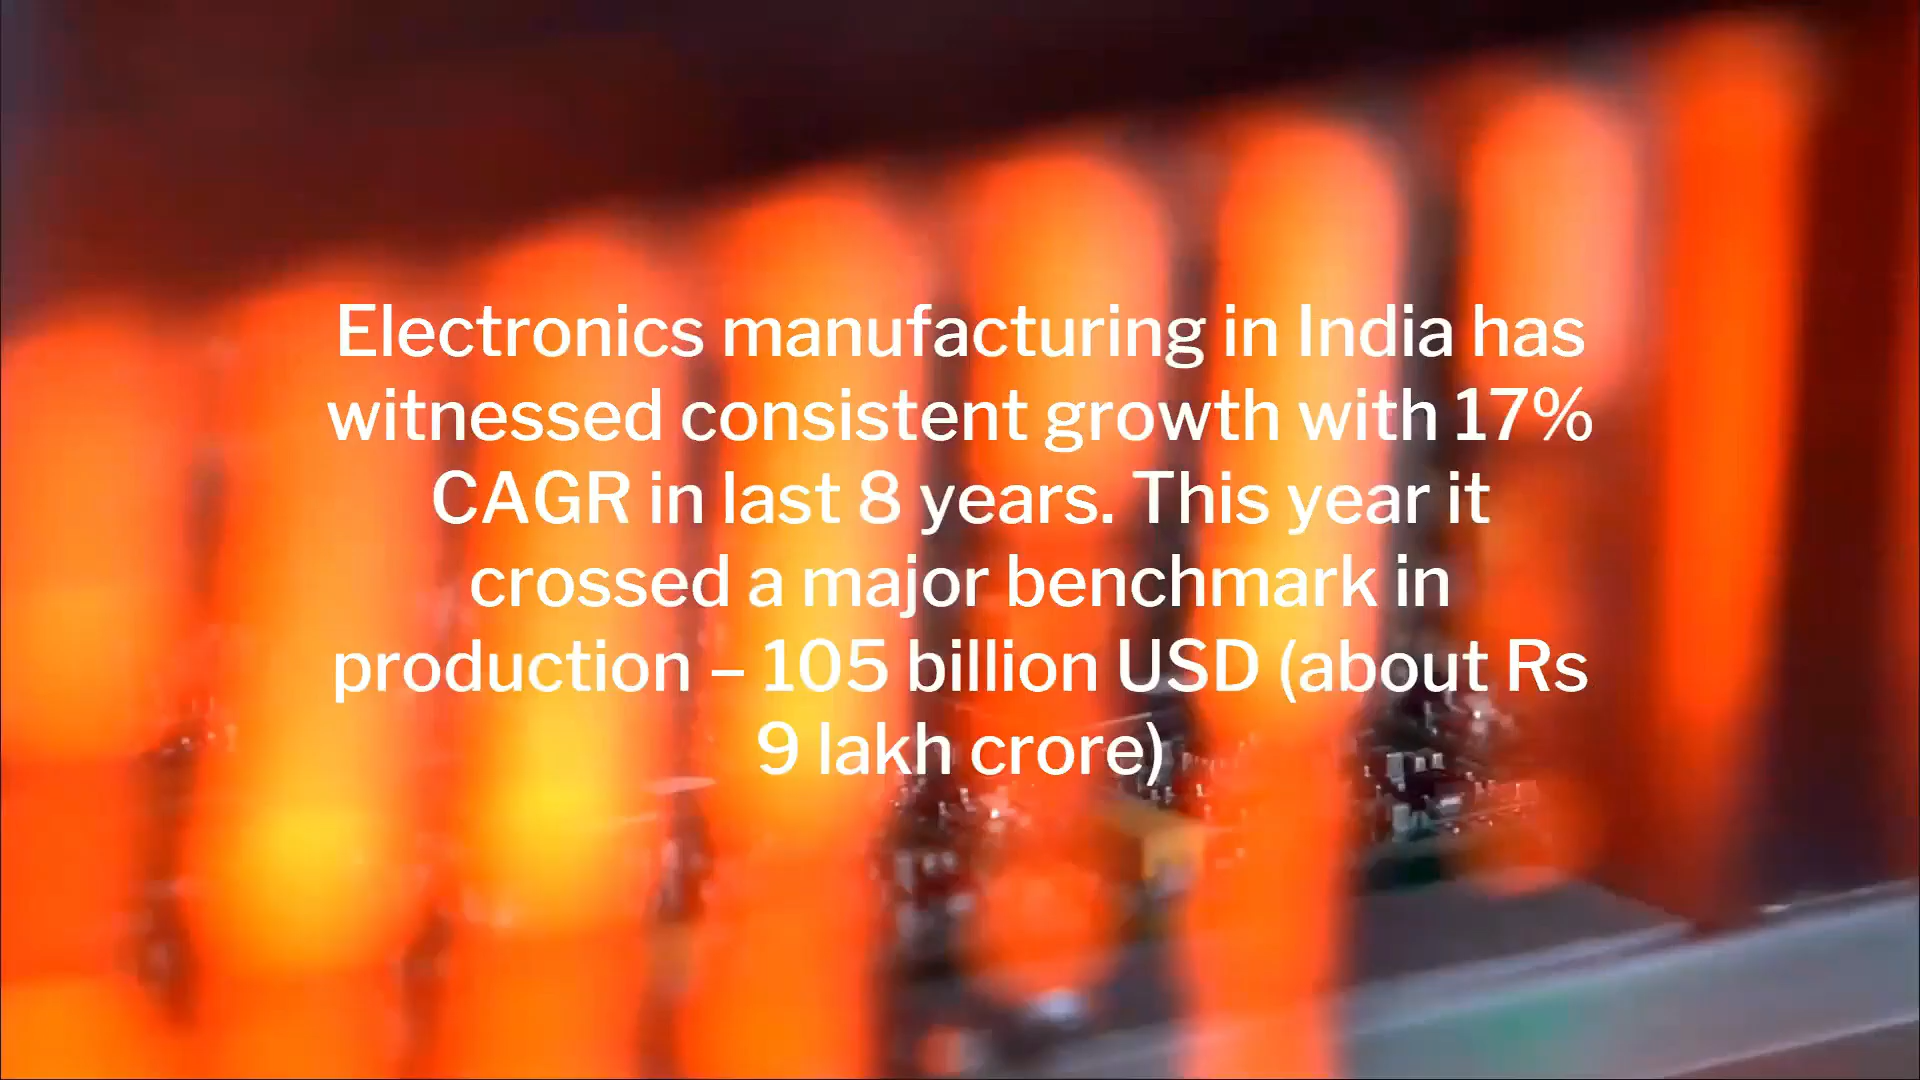 Electronics manufacturing in India has
witnessed consistent growth with 17%
CAGR in last 8 years. This year it
crossed a major benchmark in
production – 105 billion USD (about Rs
9 lakh crore)